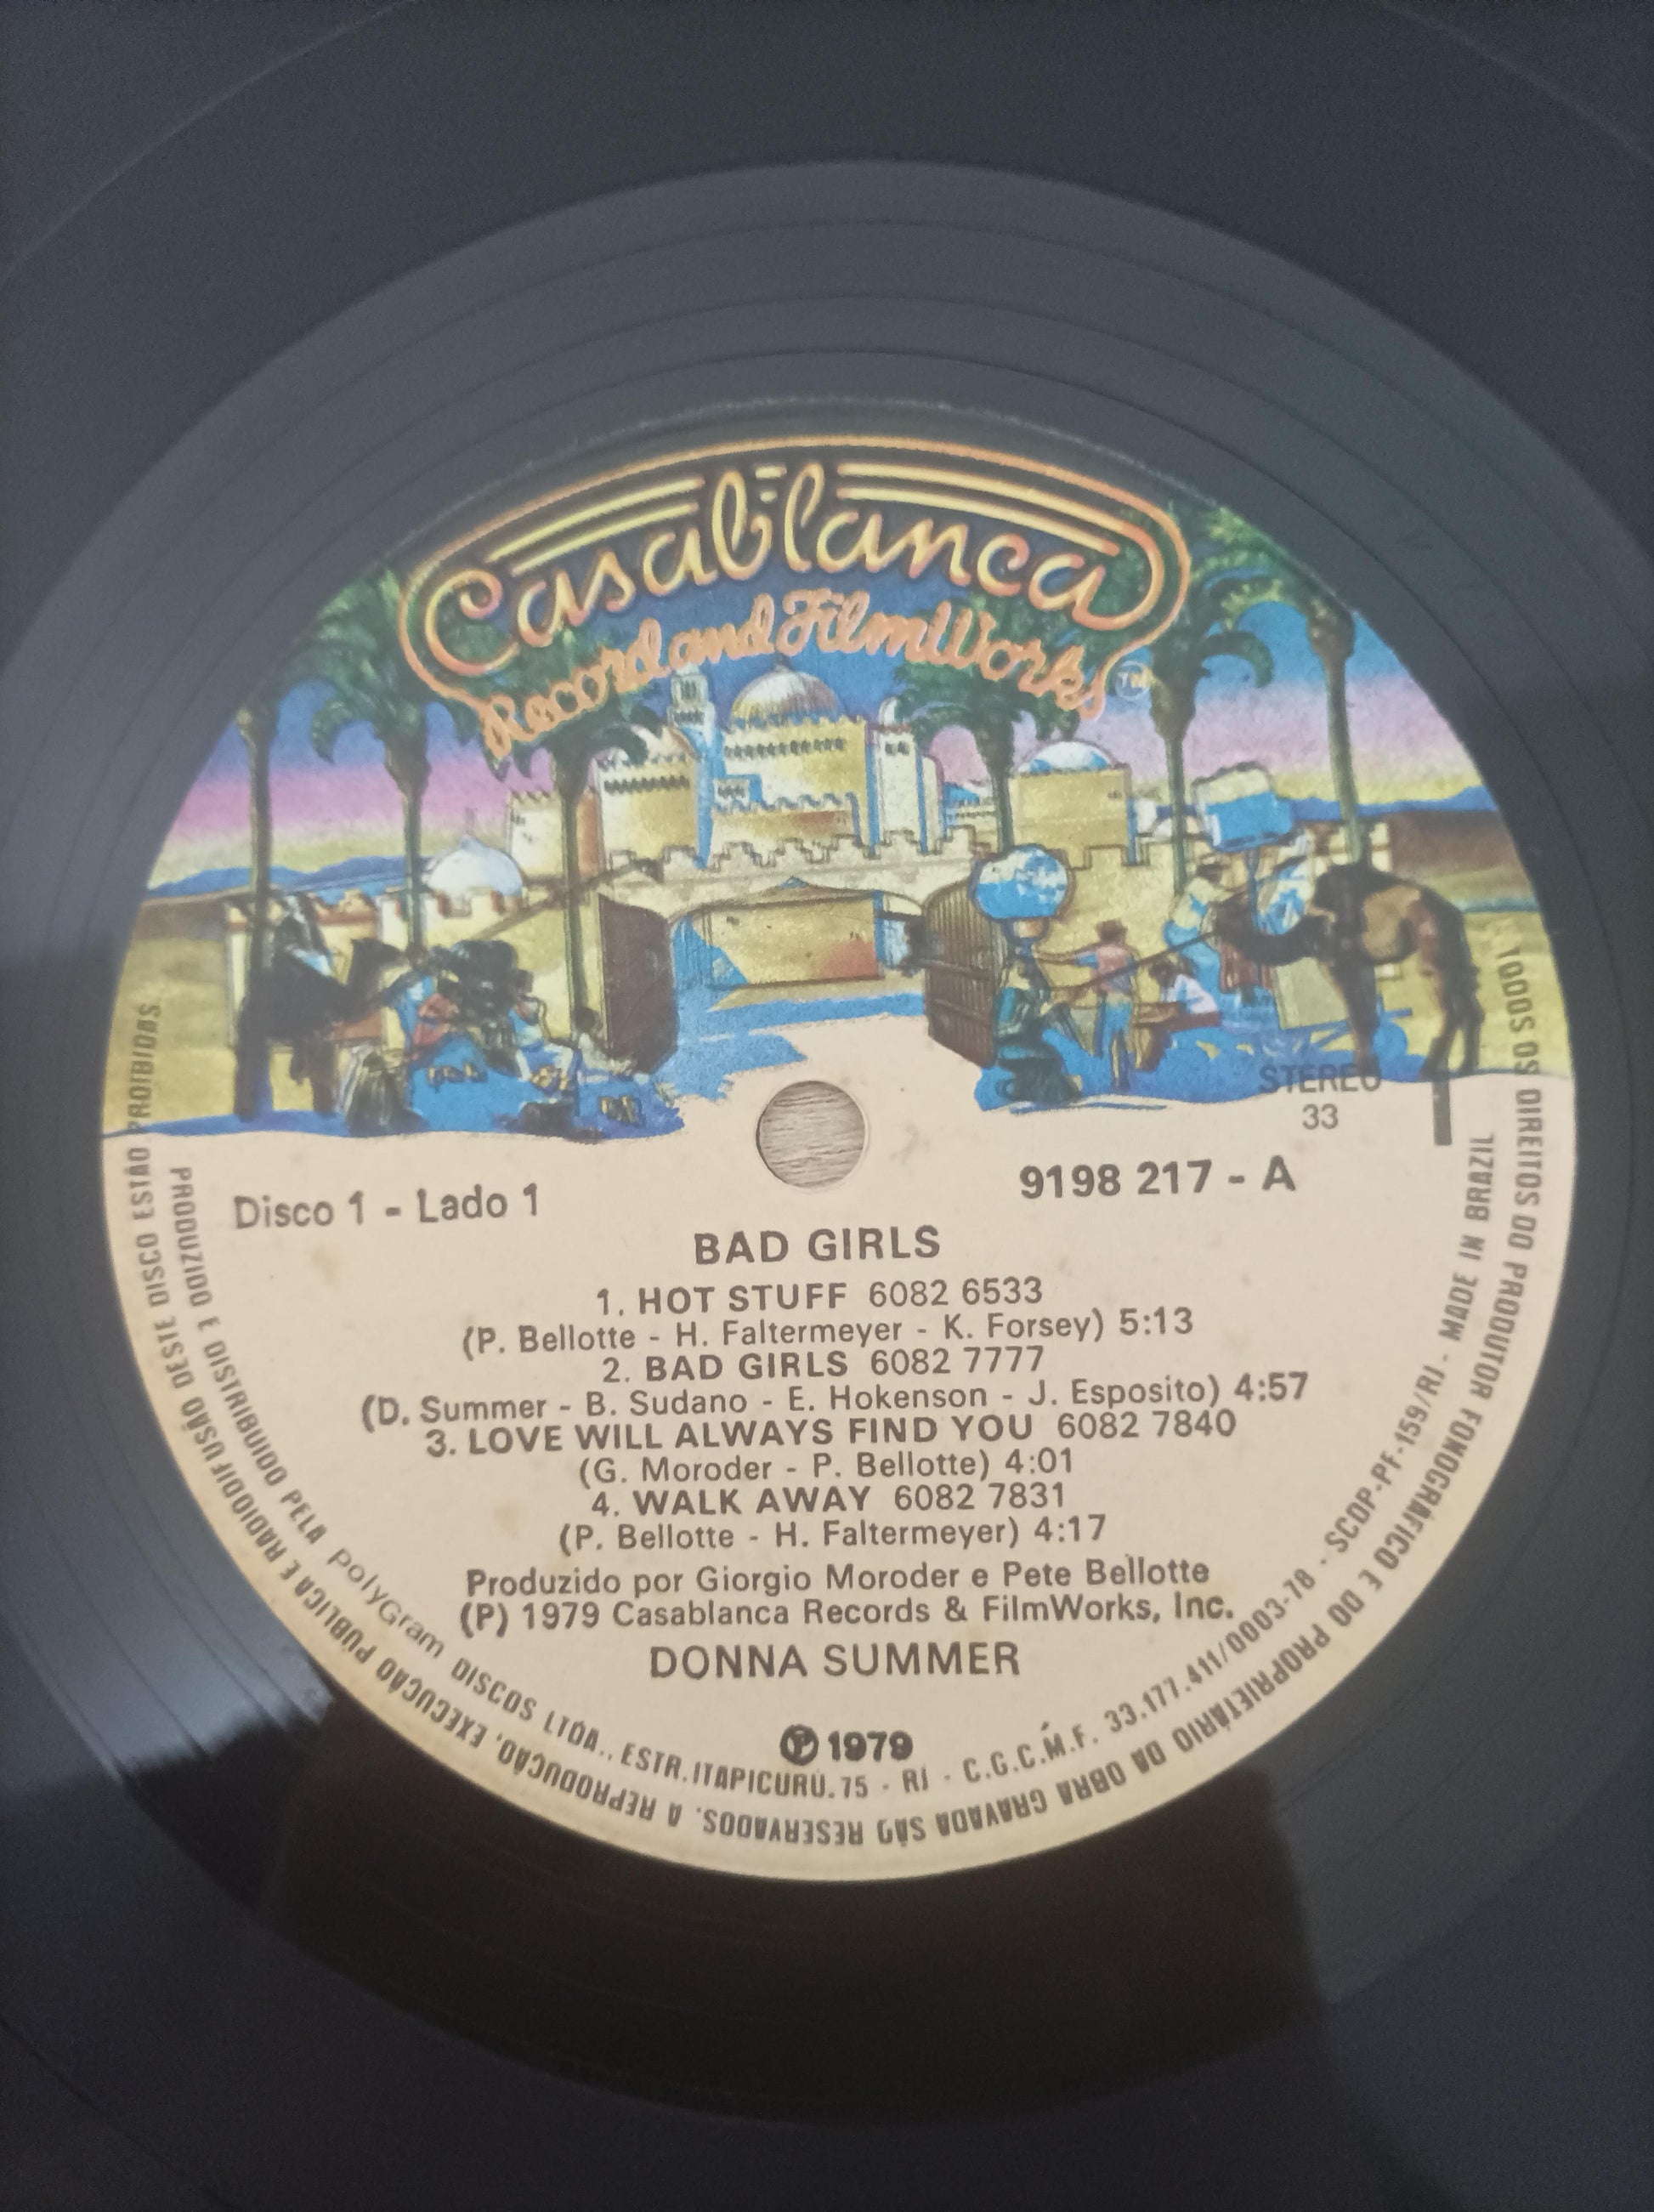 Casablanca
Record and FilmWorks TM
STEREO
33
Disco 1 - Lado 1
9198 217 - A
BAD GIRLS
1. HOT STUFF 6082 6533
(P. Bellotte - H. Faltermeyer - K. Forsey) 5:13
2. BAD GIRLS 6082 7777
(D. Summer - B. Sudano - E. Hokenson - J. Esposito) 4:57
3. LOVE WILL ALWAYS FIND YOU 6082 7840
(G. Moroder - P. Bellotte) 4:01
4. WALK AWAY 6082 7831
(P. Bellotte - H. Faltermeyer) 4:17
Produzido por Giorgio Moroder e Pete Bellotte
(P) 1979 Casablanca Records & FilmWorks, Inc.
DONNA SUMMER
℗ 1979
PRODUZIDO E DISTRIBUIDO PELA polyGram DISCOS LTDA., ESTR. ITAPICURU, 75 - RJ - C.G.C.M.F. 33.177.411/0003-78 - SCDP-PF-159/RJ - MADE IN BRAZIL
TODOS OS DIREITOS DO PRODUTOR FONOGRÁFICO E DO PROPRIETÁRIO DA OBRA GRAVADA SÃO RESERVADOS. A REPRODUÇÃO, EXECUÇÃO PÚBLICA E RADIODIFUSÃO DESTE DISCO ESTÃO PROIBIDAS